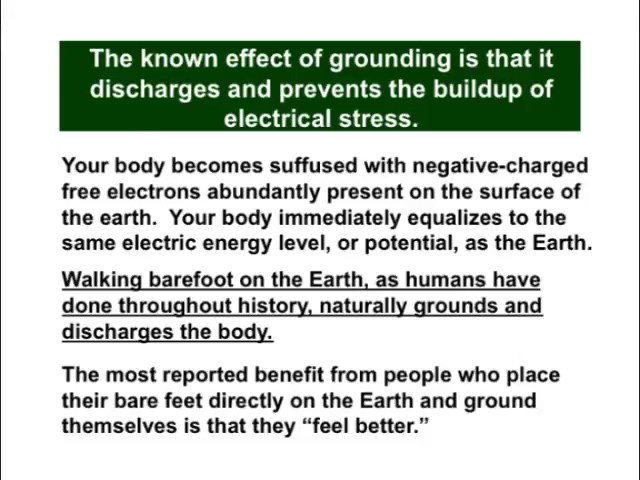 The known effect of grounding is that it
discharges and prevents the buildup of
electrical stress.
Your body becomes suffused with negative-charged
free electrons abundantly present on the surface of
the earth.  Your body immediately equalizes to the
same electric energy level, or potential, as the Earth.
Walking barefoot on the Earth, as humans have
done throughout history, naturally grounds and
discharges the body.
The most reported benefit from people who place
their bare feet directly on the Earth and ground
themselves is that they “feel better.”